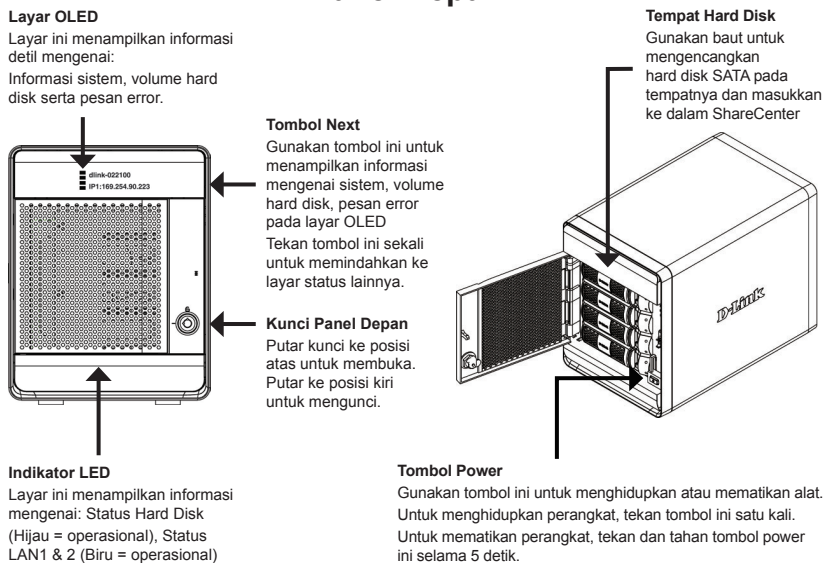 Layar OLED
Layar ini menampilkan informasi
detil mengenai:
Informasi sistem, volume hard
disk serta pesan error.
dlink-022100
IP1:169.254.90.223
Tombol Next
Gunakan tombol ini untuk
menampilkan informasi
mengenai sistem, volume
hard disk, pesan error
pada layar OLED
Tekan tombol ini sekali
untuk memindahkan ke
layar status lainnya.
Kunci Panel Depan
Putar kunci ke posisi
atas untuk membuka.
Putar ke posisi kiri
untuk mengunci.
Indikator LED
Layar ini menampilkan informasi
mengenai: Status Hard Disk
(Hijau = operasional), Status
LAN1 & 2 (Biru = operasional)
Tempat Hard Disk
Gunakan baut untuk
mengencangkan
hard disk SATA pada
tempatnya dan masukkan
ke dalam ShareCenter
D-Link
Tombol Power
Gunakan tombol ini untuk menghidupkan atau mematikan alat.
Untuk menghidupkan perangkat, tekan tombol ini satu kali.
Untuk mematikan perangkat, tekan dan tahan tombol power
ini selama 5 detik.